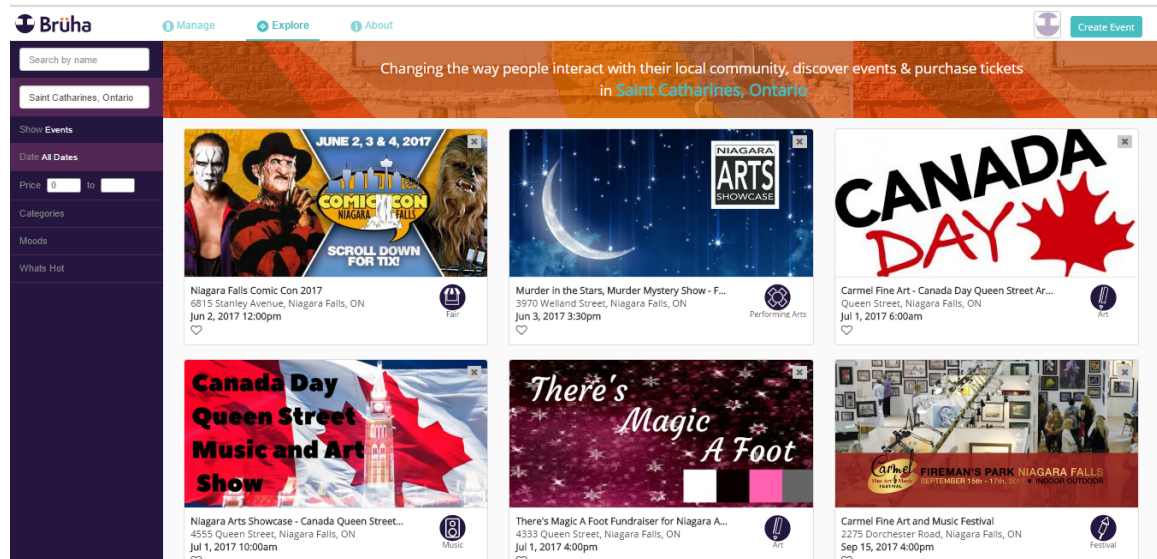 Brüha
Manage
Explore
About
Create Event
Search by name
Saint Catharines, Ontario
Show Events
Date All Dates
Price 0 to
Categories
Moods
Whats Hot
Changing the way people interact with their local community, discover events & purchase tickets
in Saint Catharines, Ontario
JUNE 2, 3 & 4, 2017
COMIC CON
NIAGARA FALLS
SCROLL DOWN
FOR TIX!
Niagara Falls Comic Con 2017
6815 Stanley Avenue, Niagara Falls, ON
Jun 2, 2017 12:00pm
Fair
NIAGARA
ARTS
SHOWCASE
Murder in the Stars, Murder Mystery Show - F...
3970 Welland Street, Niagara Falls, ON
Jun 3, 2017 3:30pm
Performing Arts
CANADA
DAY
Carmel Fine Art - Canada Day Queen Street Ar...
Queen Street, Niagara Falls, ON
Jul 1, 2017 6:00am
Art
Canada Day
Queen Street
Music and Art
Show
Niagara Arts Showcase - Canada Queen Street...
4555 Queen Street, Niagara Falls, ON
Jul 1, 2017 10:00am
Music
There's
Magic
A Foot
There's Magic A Foot Fundraiser for Niagara A...
4333 Queen Street, Niagara Falls, ON
Jul 1, 2017 4:00pm
Art
Carmel
Fine Art & Music
FESTIVAL
FIREMAN'S PARK NIAGARA FALLS
SEPTEMBER 15th - 17th, 2017 • INDOOR OUTDOOR
Carmel Fine Art and Music Festival
2275 Dorchester Road, Niagara Falls, ON
Sep 15, 2017 4:00pm
Festival